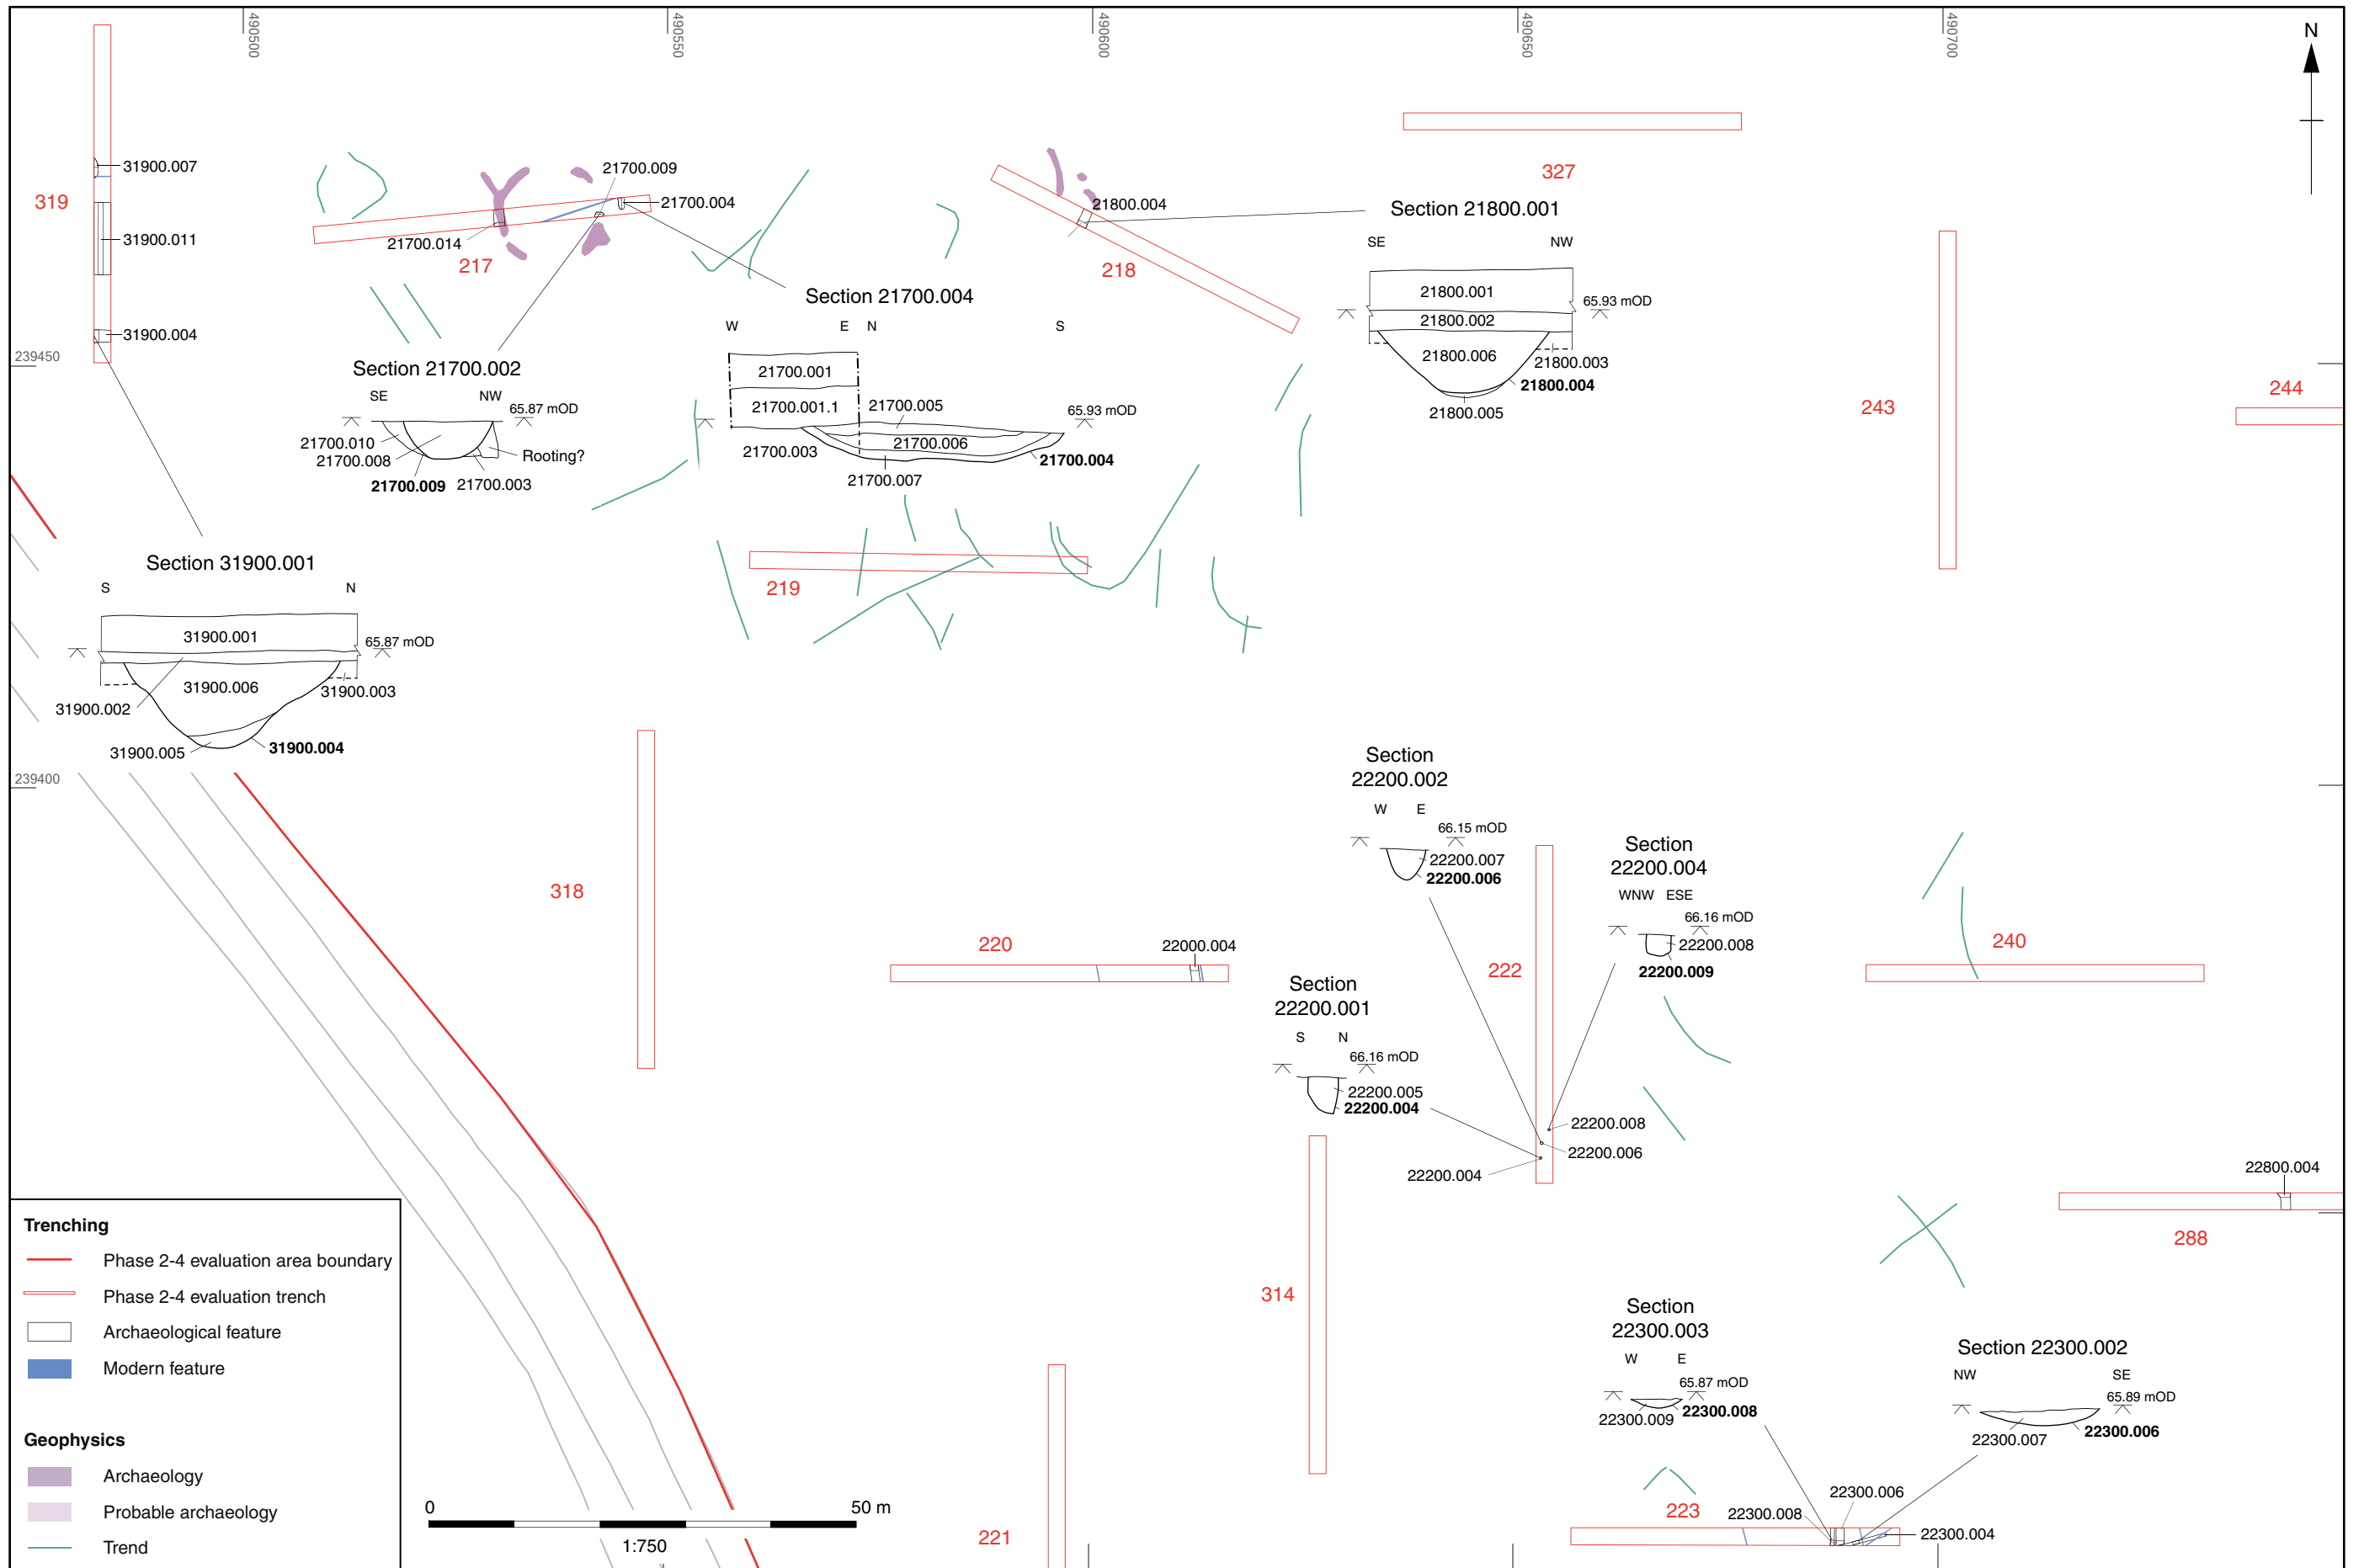 490500
490550
490600
490650
490700
N
31900.007
319
31900.011
31900.004
239450
21700.009
21700.004
21700.014
217
21800.004
218
327
Section 21800.001
SE NW
21800.001
65.93 mOD
21800.002
21800.006
21800.003
21800.004
21800.005
243
244
Section 21700.004
W E N S
21700.001
21700.001.1
21700.005
65.93 mOD
21700.006
21700.003
21700.004
21700.007
Section 21700.002
SE NW
65.87 mOD
21700.010
21700.008
Rooting?
21700.009
21700.003
Section 31900.001
S N
31900.001
65.87 mOD
31900.006
31900.003
31900.002
31900.005
31900.004
219
239400
318
220
22000.004
Section
22200.002
W E
66.15 mOD
22200.007
22200.006
Section
22200.004
WNW ESE
66.16 mOD
22200.008
22200.009
222
240
Section
22200.001
S N
66.16 mOD
22200.005
22200.004
22200.008
22200.006
22200.004
22800.004
288
314
Section
22300.003
W E
65.87 mOD
22300.009
22300.008
Section 22300.002
NW SE
65.89 mOD
22300.007
22300.006
223
22300.008
22300.006
22300.004
221
Trenching
Phase 2-4 evaluation area boundary
Phase 2-4 evaluation trench
Archaeological feature
Modern feature
Geophysics
Archaeology
Probable archaeology
Trend
0 50 m
1:750